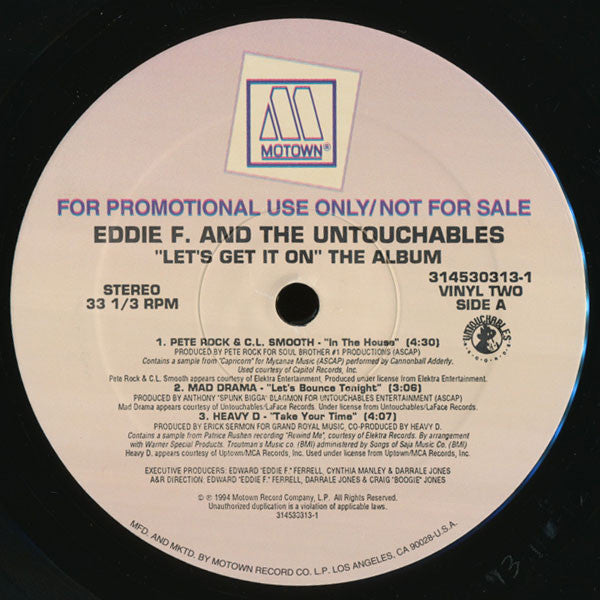 MOTOWN®
FOR PROMOTIONAL USE ONLY/NOT FOR SALE
EDDIE F. AND THE UNTOUCHABLES
"LET'S GET IT ON" THE ALBUM
STEREO
33 1/3 RPM
314530313-1
VINYL TWO
SIDE A
UNTOUCHABLES
1. PETE ROCK & C.L. SMOOTH - "In The House" (4:30)
PRODUCED BY PETE ROCK FOR SOUL BROTHER #1 PRODUCTIONS (ASCAP)
Contains a sample from "Capricorn" for Mycanze Music (ASCAP) performed by Cannonball Adderly.
Used courtesy of Capitol Records, Inc.
Pete Rock & C.L. Smooth appears courtesy of Elektra Entertainment. Produced under license from Elektra Entertainment.
2. MAD DRAMA - "Let's Bounce Tonight" (3:06)
PRODUCED BY ANTHONY "SPUNK BIGGA" BLAGMON FOR UNTOUCHABLES ENTERTAINMENT (ASCAP)
Mad Drama appears courtesy of Untouchables/LaFace Records. Under license from Untouchables/LaFace Records.
3. HEAVY D - "Take Your Time" (4:07)
PRODUCED BY ERICK SERMON FOR GRAND ROYAL MUSIC, CO-PRODUCED BY HEAVY D.
Contains a sample from Patrice Rushen recording "Remind Me", courtesy of Elektra Records. By arrangement
with Warner Special Products. Troutman's Music co. (BMI) administered by Songs of Saja Music Co. (BMI)
Heavy D. appears courtesy of Uptown/MCA Records, Inc. Used under license from Uptown/MCA Records, Inc.
EXECUTIVE PRODUCERS: EDWARD "EDDIE F." FERRELL, CYNTHIA MANLEY & DARRALE JONES
A&R DIRECTION: EDWARD "EDDIE F." FERRELL, DARRALE JONES & CRAIG "BOOGIE" JONES
© ℗ 1994 Motown Record Company, L.P. All Rights Reserved.
Unauthorized duplication is a violation of applicable laws.
314533313-1
MFD. AND MKTD. BY MOTOWN RECORD CO. L.P. LOS ANGELES, CA 90028-U.S.A.